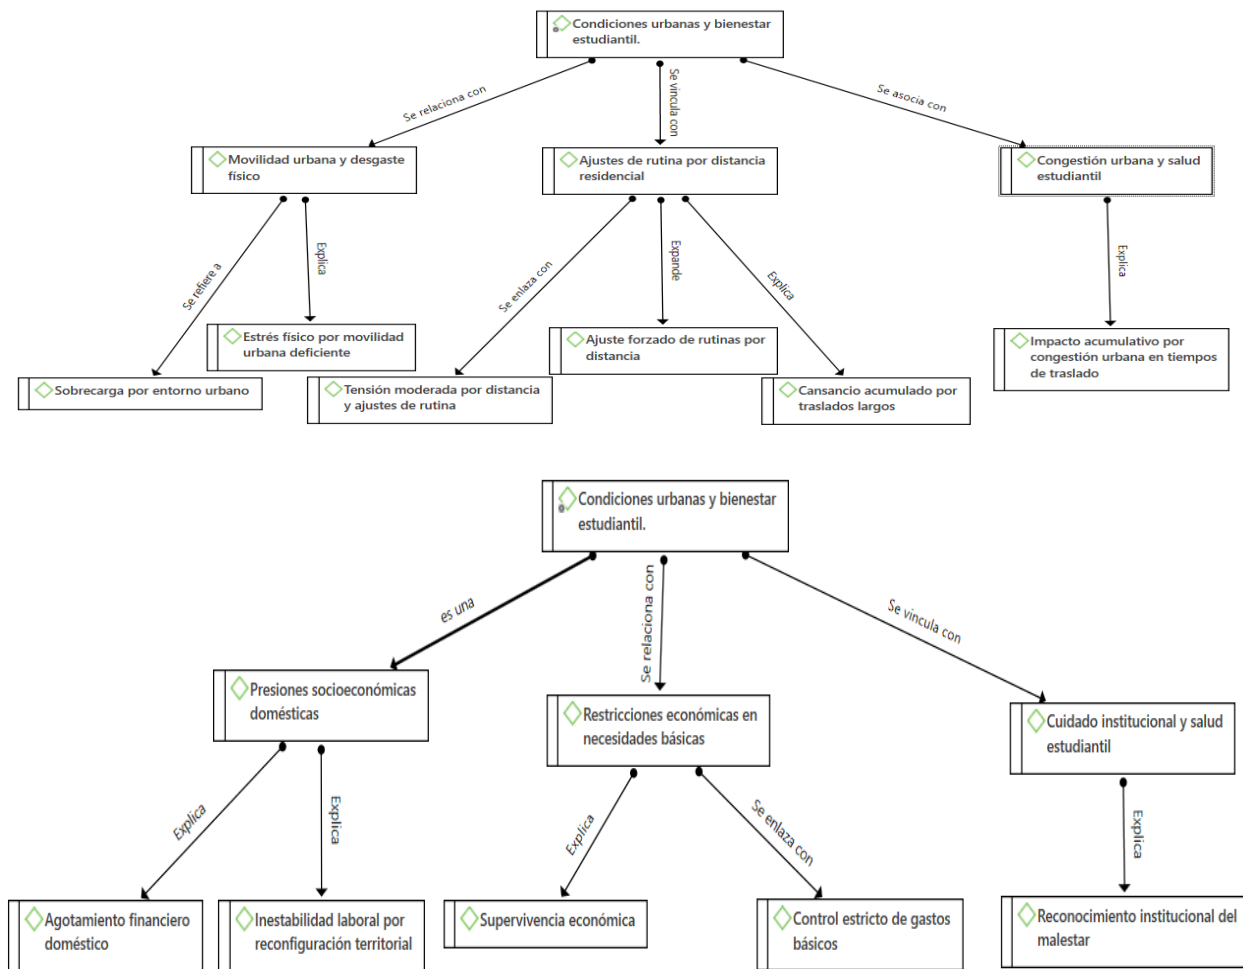 Condiciones urbanas y bienestar
estudiantil.
Se relaciona con
Se vincula con
Se asocia con
Movilidad urbana y desgaste
físico
Ajustes de rutina por distancia
residencial
Congestión urbana y salud
estudiantil
Se refiere a
Explica
Se enlaza con
Expande
Explica
Explica
Estrés físico por movilidad
urbana deficiente
Ajuste forzado de rutinas por
distancia
Impacto acumulativo por
congestión urbana en tiempos
de traslado
Sobrecarga por entorno urbano
Tensión moderada por distancia
y ajustes de rutina
Cansancio acumulado por
traslados largos
Condiciones urbanas y bienestar
estudiantil.
es una
Se relaciona con
Se vincula con
Presiones socioeconómicas
domésticas
Restricciones económicas en
necesidades básicas
Cuidado institucional y salud
estudiantil
Explica
Explica
Explica
Se enlaza con
Explica
Agotamiento financiero
doméstico
Inestabilidad laboral por
reconfiguración territorial
Supervivencia económica
Control estricto de gastos
básicos
Reconocimiento institucional del
malestar